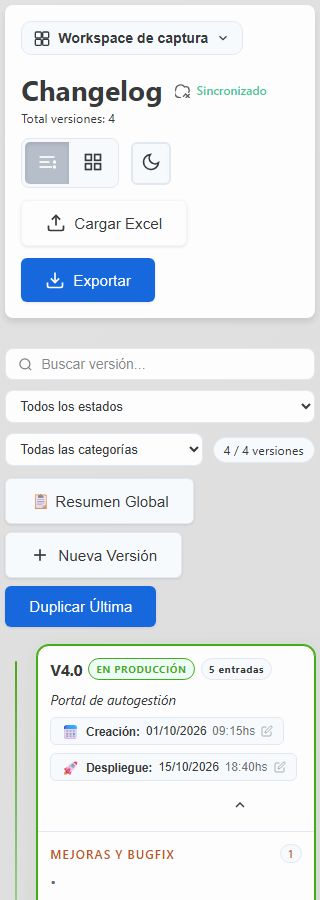 Workspace de captura
Changelog
Sincronizado
Total versiones: 4
Cargar Excel
Exportar
Buscar versión...
Todos los estados
Todas las categorías
4 / 4 versiones
Resumen Global
Nueva Versión
Duplicar Última
V4.0 EN PRODUCCIÓN 5 entradas
Portal de autogestión
Creación: 01/10/2026 09:15hs
Despliegue: 15/10/2026 18:40hs
MEJORAS Y BUGFIX 1
•